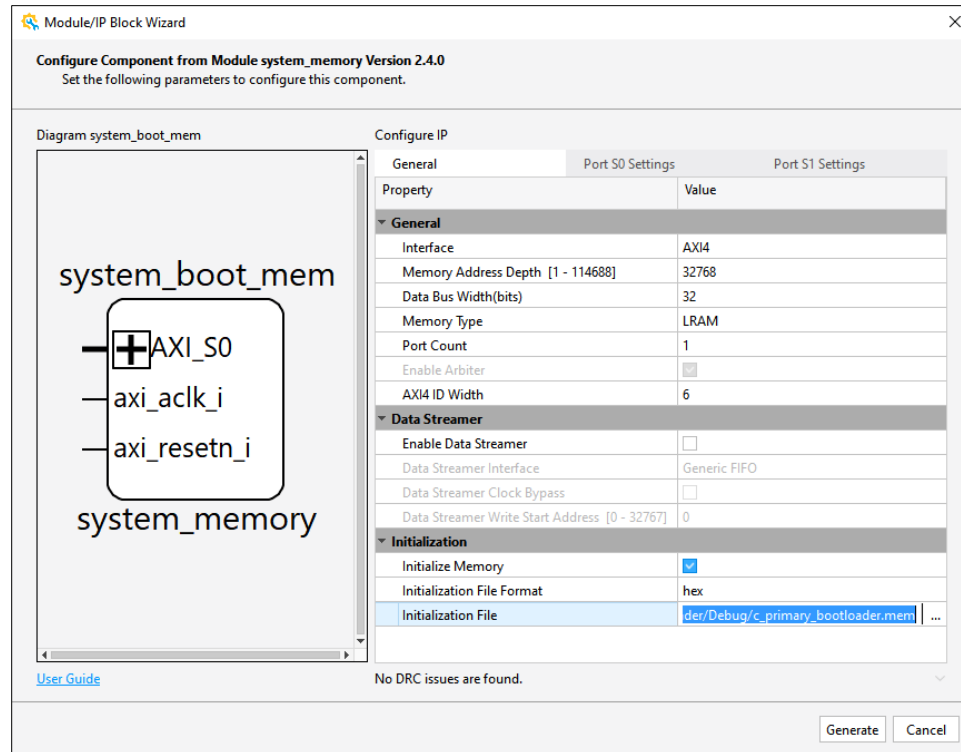 Module/IP Block Wizard
Configure Component from Module system_memory Version 2.4.0
Set the following parameters to configure this component.
Diagram system_boot_mem
Configure IP
system_boot_mem
AXI_S0
axi_aclk_i
axi_resetn_i
system_memory
General Port S0 Settings Port S1 Settings
Property Value
General
Interface AXI4
Memory Address Depth [1 - 114688] 32768
Data Bus Width(bits) 32
Memory Type LRAM
Port Count 1
Enable Arbiter
AXI4 ID Width 6
Data Streamer
Enable Data Streamer
Data Streamer Interface Generic FIFO
Data Streamer Clock Bypass
Data Streamer Write Start Address [0 - 32767] 0
Initialization
Initialize Memory
Initialization File Format hex
Initialization File der/Debug/c_primary_bootloader.mem ...
User Guide
No DRC issues are found.
Generate Cancel